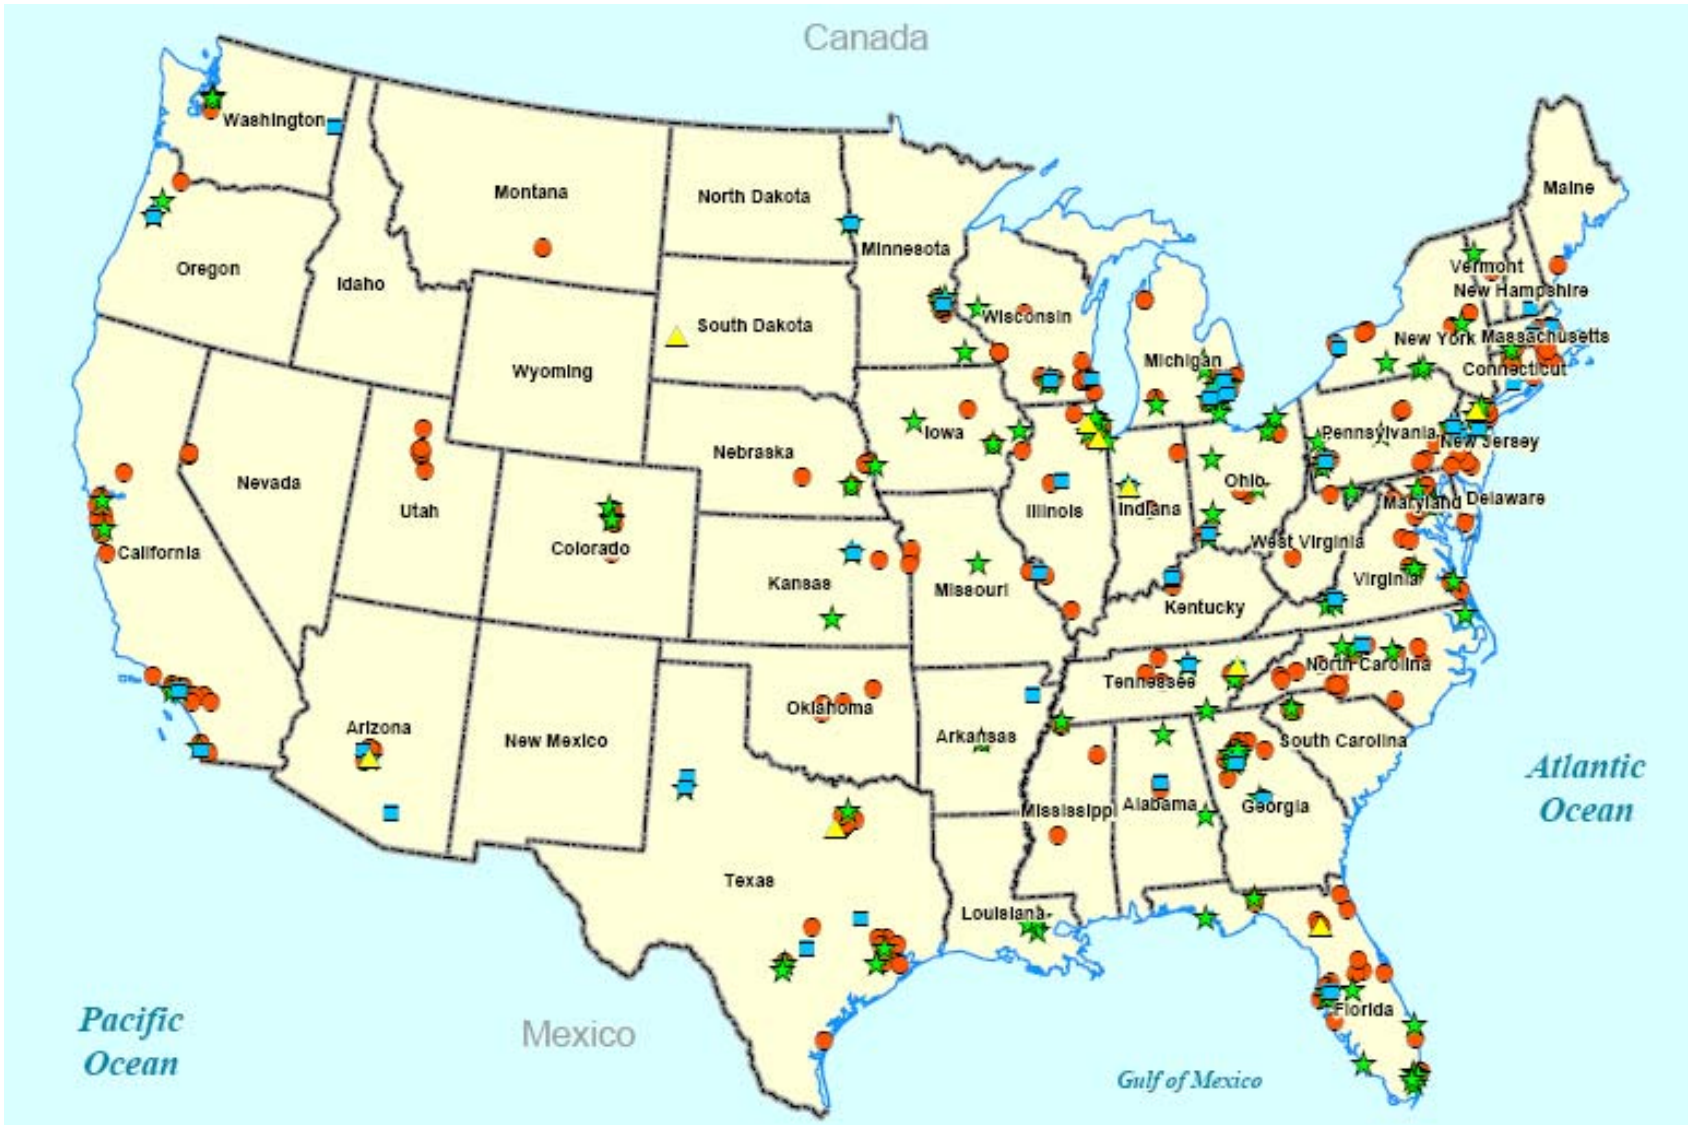 Canada
Washington
Montana
North Dakota
Minnesota
Maine
Oregon
Idaho
Vermont
New Hampshire
South Dakota
Wisconsin
Michigan
New York
Massachusetts
Wyoming
Connecticut
Iowa
Pennsylvania
New Jersey
Nebraska
Nevada
Utah
Ohio
Illinois
Indiana
Maryland
Delaware
California
Colorado
West Virginia
Kansas
Missouri
Virginia
Kentucky
North Carolina
Tennessee
Oklahoma
Arizona
New Mexico
Arkansas
South Carolina
Atlantic
Ocean
Mississippi
Alabama
Georgia
Texas
Louisiana
Florida
Pacific
Ocean
Mexico
Gulf of Mexico